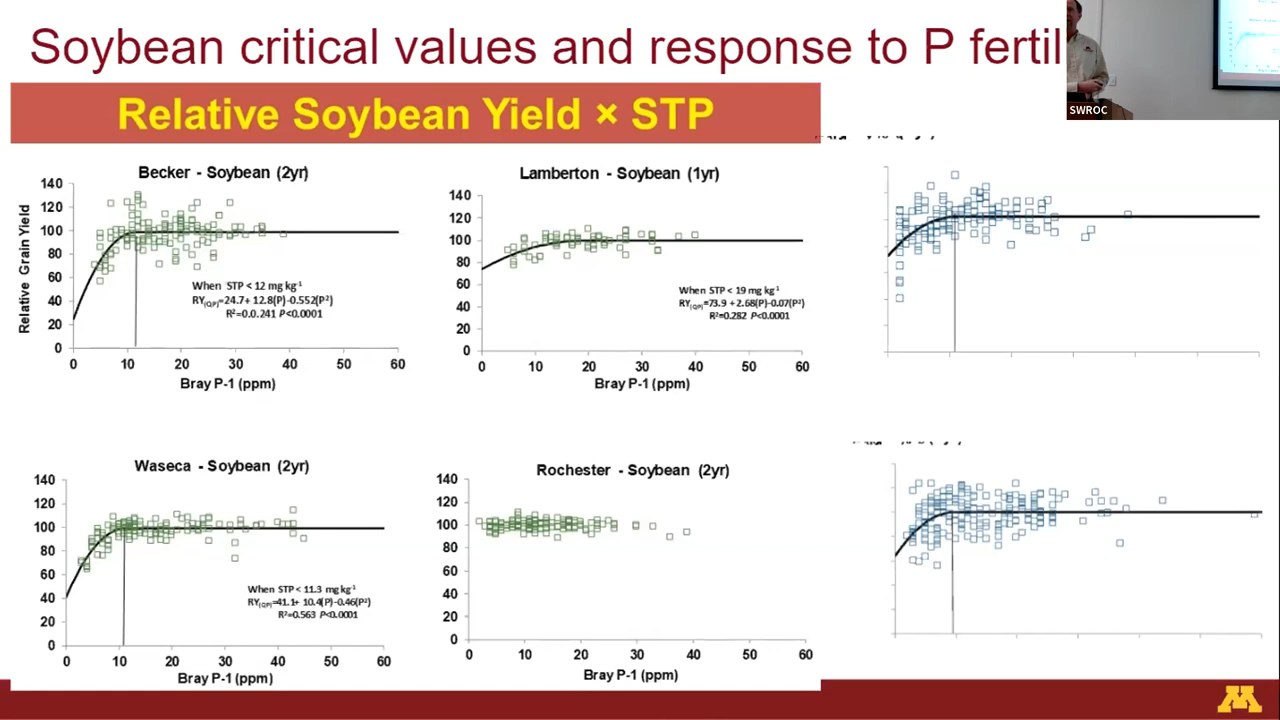 Soybean critical values and response to P fertil
SWROC
Relative Soybean Yield × STP
Becker - Soybean (2yr)
140
120
100
80
60
40
20
0
Relative Grain Yield
When STP < 12 mg kg⁻¹
RY(QP)=24.7+ 12.8(P)-0.552(P²)
R²=0.0.241 P<0.0001
0 10 20 30 40 50 60
Bray P-1 (ppm)
Lamberton - Soybean (1yr)
140
120
100
80
60
40
20
0
When STP < 19 mg kg⁻¹
RY(QP)=73.9 +2.68(P)-0.07(P²)
R²=0.282 P<0.0001
0 10 20 30 40 50 60
Bray P-1 (ppm)
Waseca - Soybean (2yr)
140
120
100
80
60
40
20
0
When STP < 11.3 mg kg⁻¹
RY(QP)=41.1+ 10.4(P)-0.46(P²)
R²=0.563 P<0.0001
0 10 20 30 40 50 60
Bray P-1 (ppm)
Rochester - Soybean (2yr)
140
120
100
80
60
40
20
0
0 10 20 30 40 50 60
Bray P-1 (ppm)
M